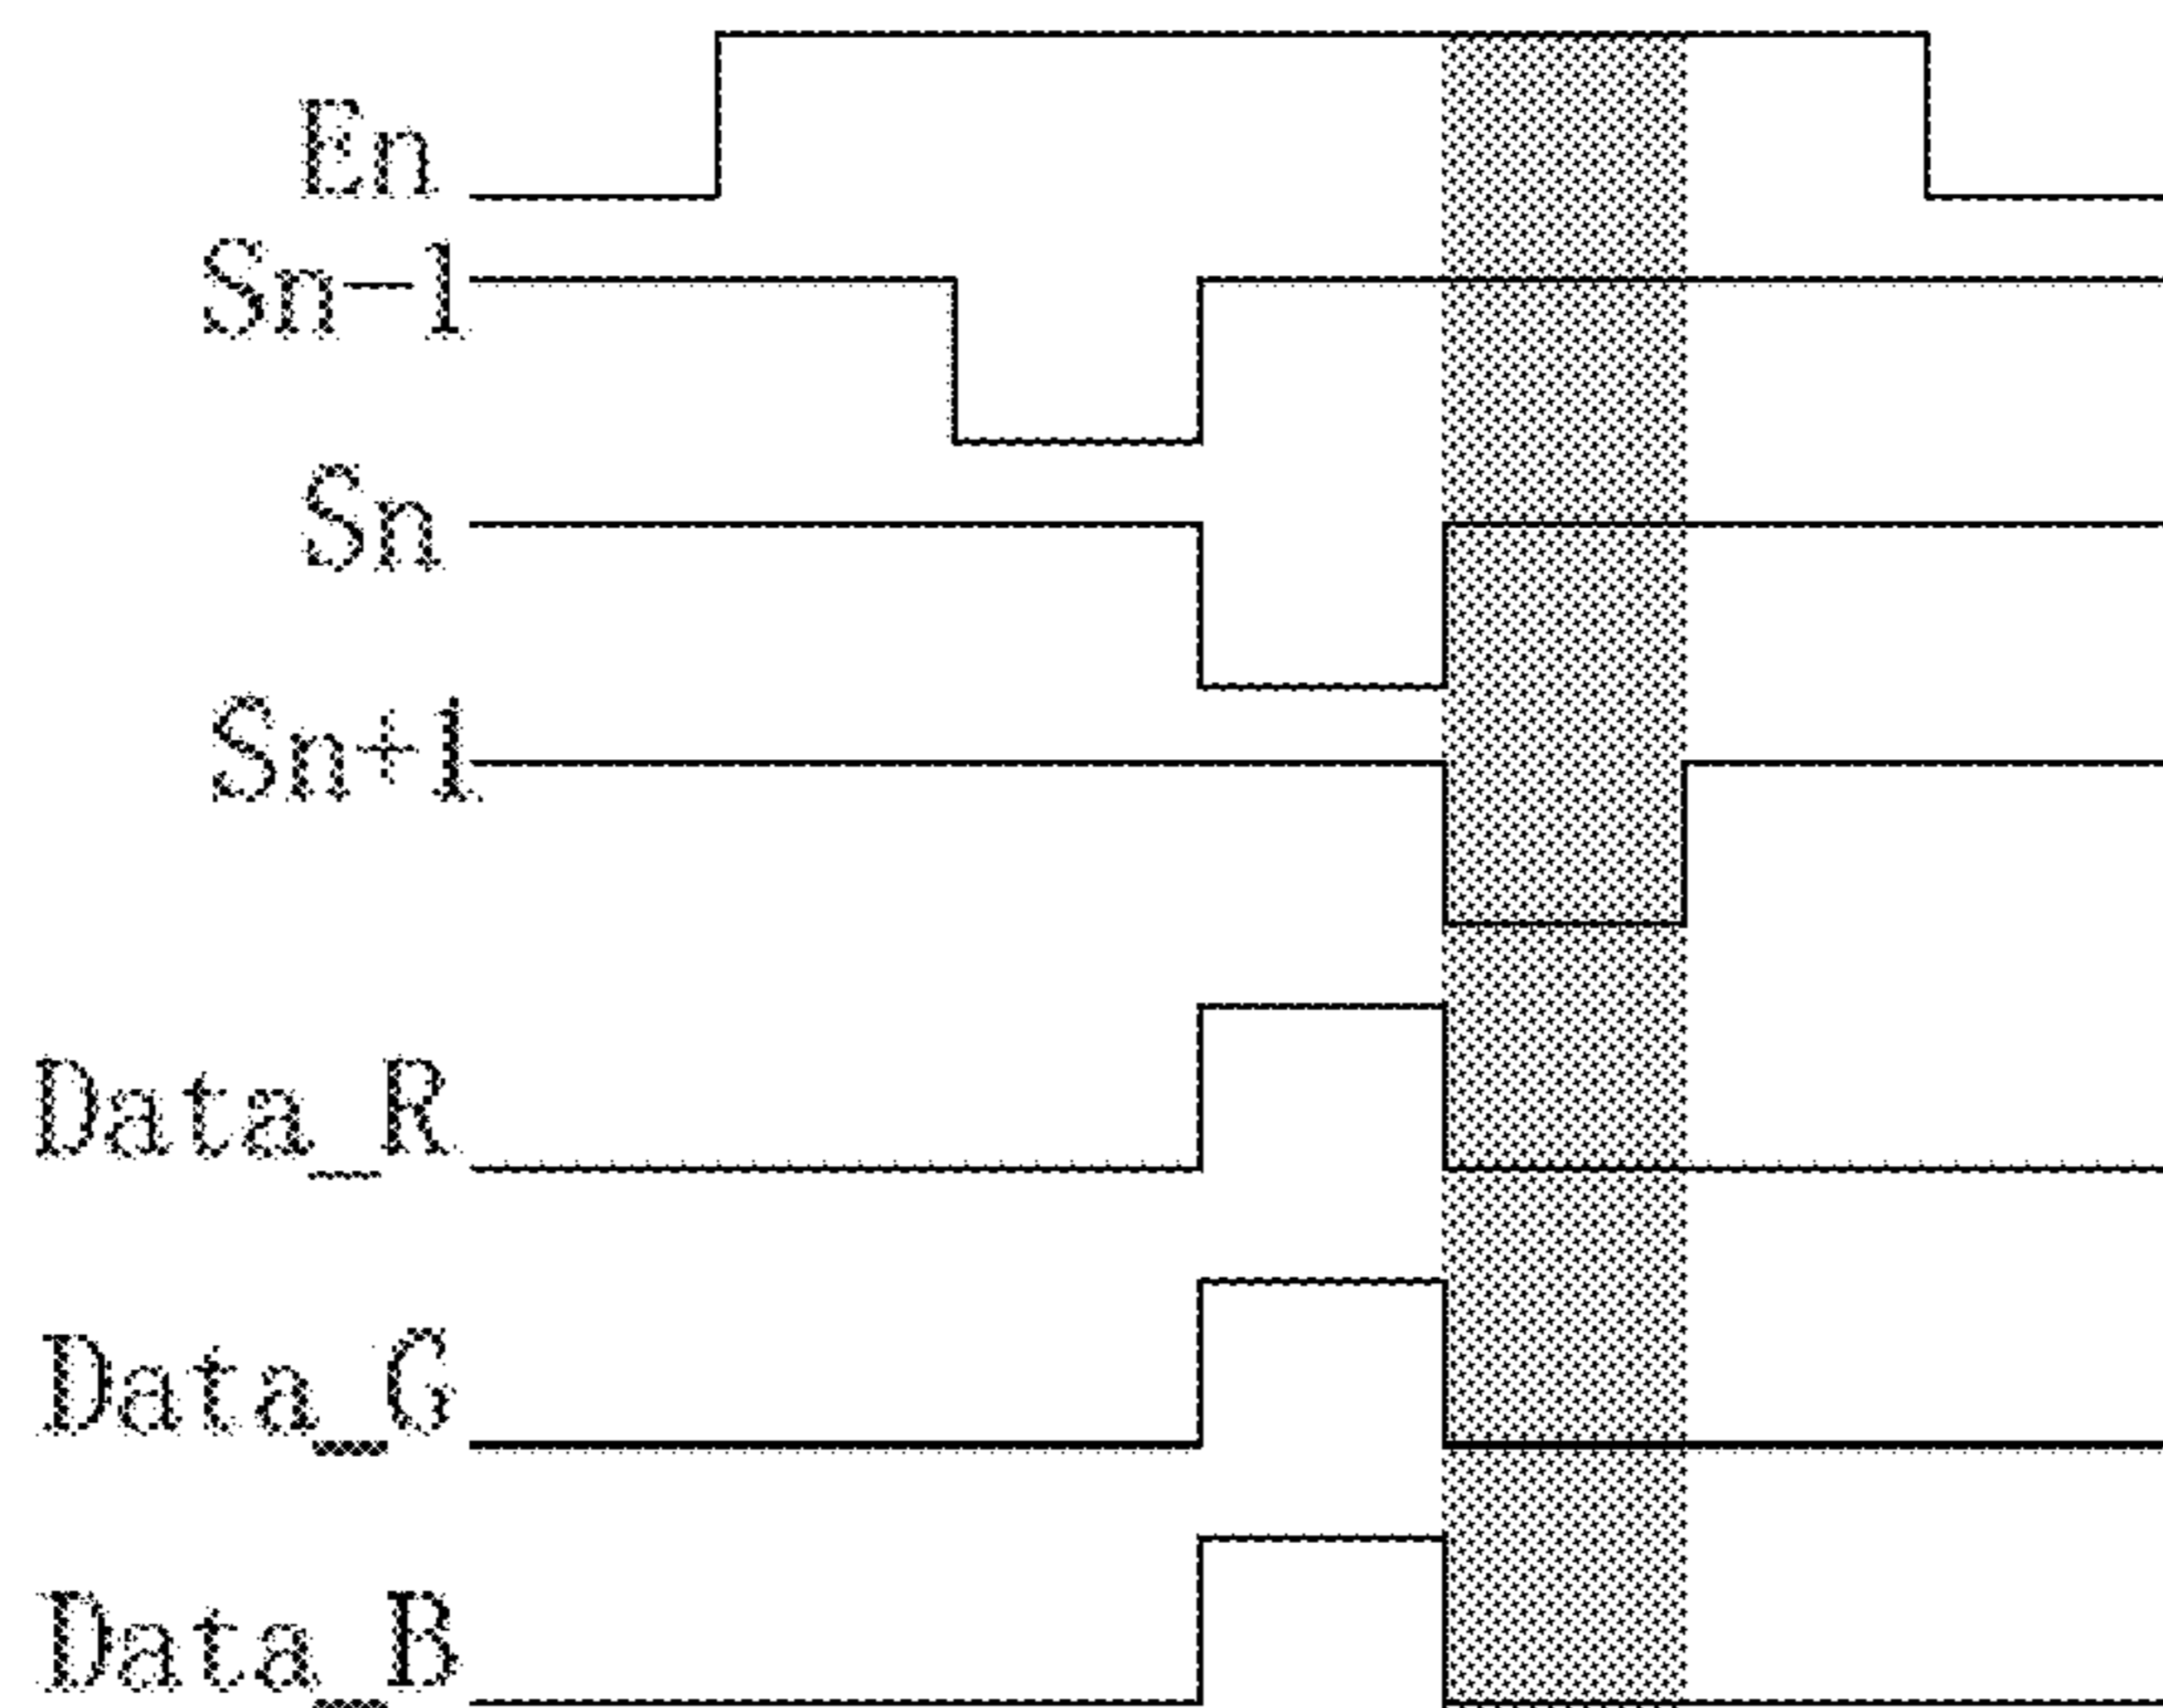 En
Sn-1
Sn
Sn+1
Data_R
Data_G
Data_B